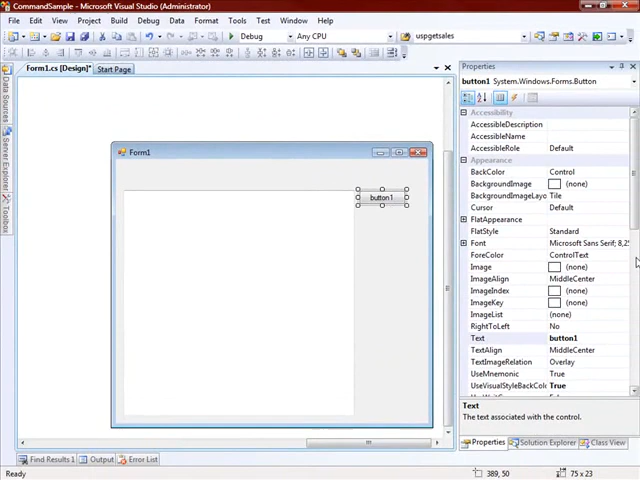 CommandSample - Microsoft Visual Studio (Administrator)
File Edit View Project Build Debug Data Format Tools Test Window Help
Debug Any CPU uspgetsales
Form1.cs [Design]* Start Page
Data Sources
Server Explorer
Toolbox
Form1
button1
Properties
button1 System.Windows.Forms.Button
Accessibility
AccessibleDescription
AccessibleName
AccessibleRole Default
Appearance
BackColor Control
BackgroundImage (none)
BackgroundImageLayo Tile
Cursor Default
FlatAppearance
FlatStyle Standard
Font Microsoft Sans Serif; 8,25
ForeColor ControlText
Image (none)
ImageAlign MiddleCenter
ImageIndex (none)
ImageKey (none)
ImageList (none)
RightToLeft No
Text button1
TextAlign MiddleCenter
TextImageRelation Overlay
UseMnemonic True
UseVisualStyleBackColo True
Text
The text associated with the control.
Properties Solution Explorer Class View
Find Results 1 Output Error List
Ready 389, 50 75 x 23